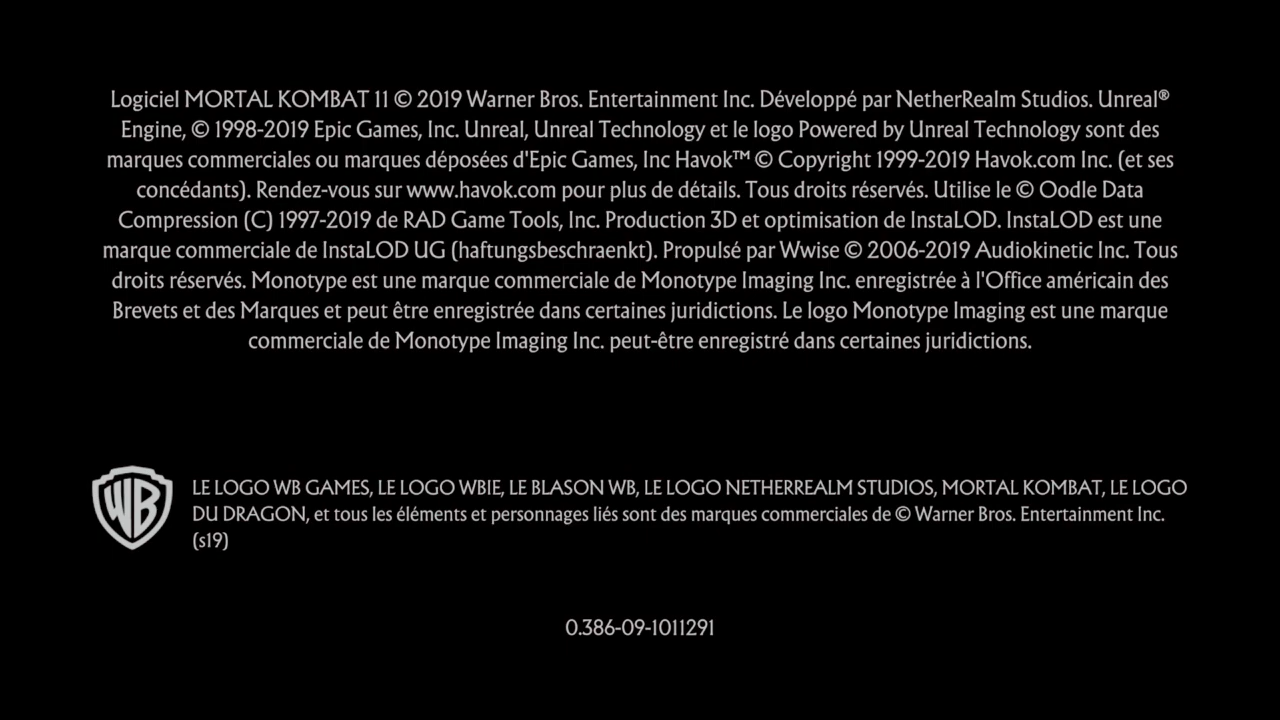 Logiciel MORTAL KOMBAT 11 © 2019 Warner Bros. Entertainment Inc. Développé par NetherRealm Studios. Unreal®
Engine, © 1998-2019 Epic Games, Inc. Unreal, Unreal Technology et le logo Powered by Unreal Technology sont des
marques commerciales ou marques déposées d'Epic Games, Inc Havok™ © Copyright 1999-2019 Havok.com Inc. (et ses
concédants). Rendez-vous sur www.havok.com pour plus de détails. Tous droits réservés. Utilise le © Oodle Data
Compression (C) 1997-2019 de RAD Game Tools, Inc. Production 3D et optimisation de InstaLOD. InstaLOD est une
marque commerciale de InstaLOD UG (haftungsbeschraenkt). Propulsé par Wwise © 2006-2019 Audiokinetic Inc. Tous
droits réservés. Monotype est une marque commerciale de Monotype Imaging Inc. enregistrée à l'Office américain des
Brevets et des Marques et peut être enregistrée dans certaines juridictions. Le logo Monotype Imaging est une marque
commerciale de Monotype Imaging Inc. peut-être enregistré dans certaines juridictions.
WB
LE LOGO WB GAMES, LE LOGO WBIE, LE BLASON WB, LE LOGO NETHERREALM STUDIOS, MORTAL KOMBAT, LE LOGO
DU DRAGON, et tous les éléments et personnages liés sont des marques commerciales de © Warner Bros. Entertainment Inc.
(s19)
0.386-09-1011291